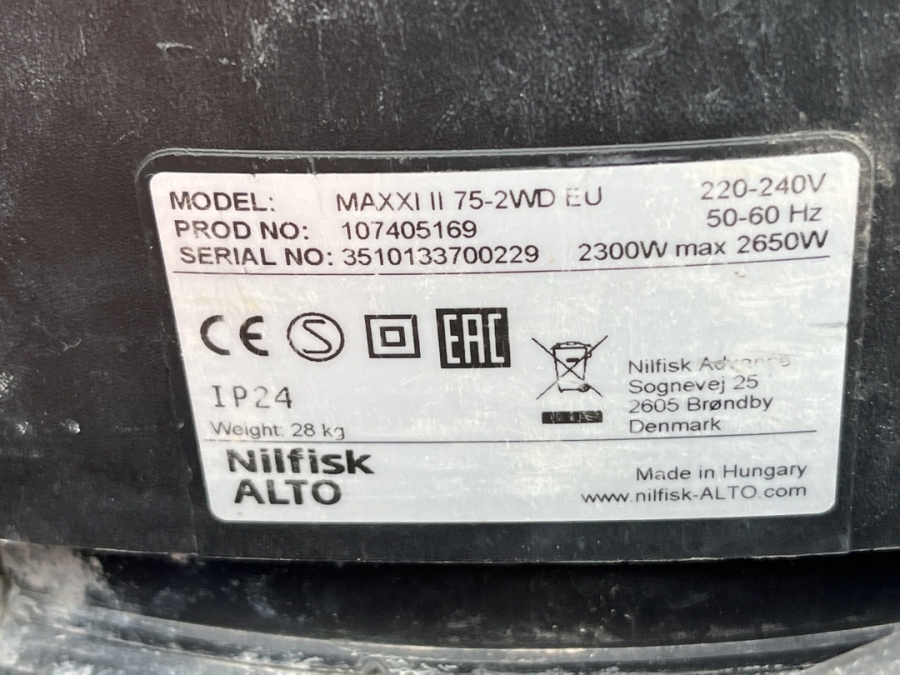 MODEL: MAXXI II 75-2WD EU 220-240V
PROD NO: 107405169 50-60 Hz
SERIAL NO: 3510133700229 2300W max 2650W
CE S EAC
IP24
Weight: 28 kg
Nilfisk Advance
Sognevej 25
2605 Brøndby
Denmark
Nilfisk
ALTO
Made in Hungary
www.nilfisk-ALTO.com